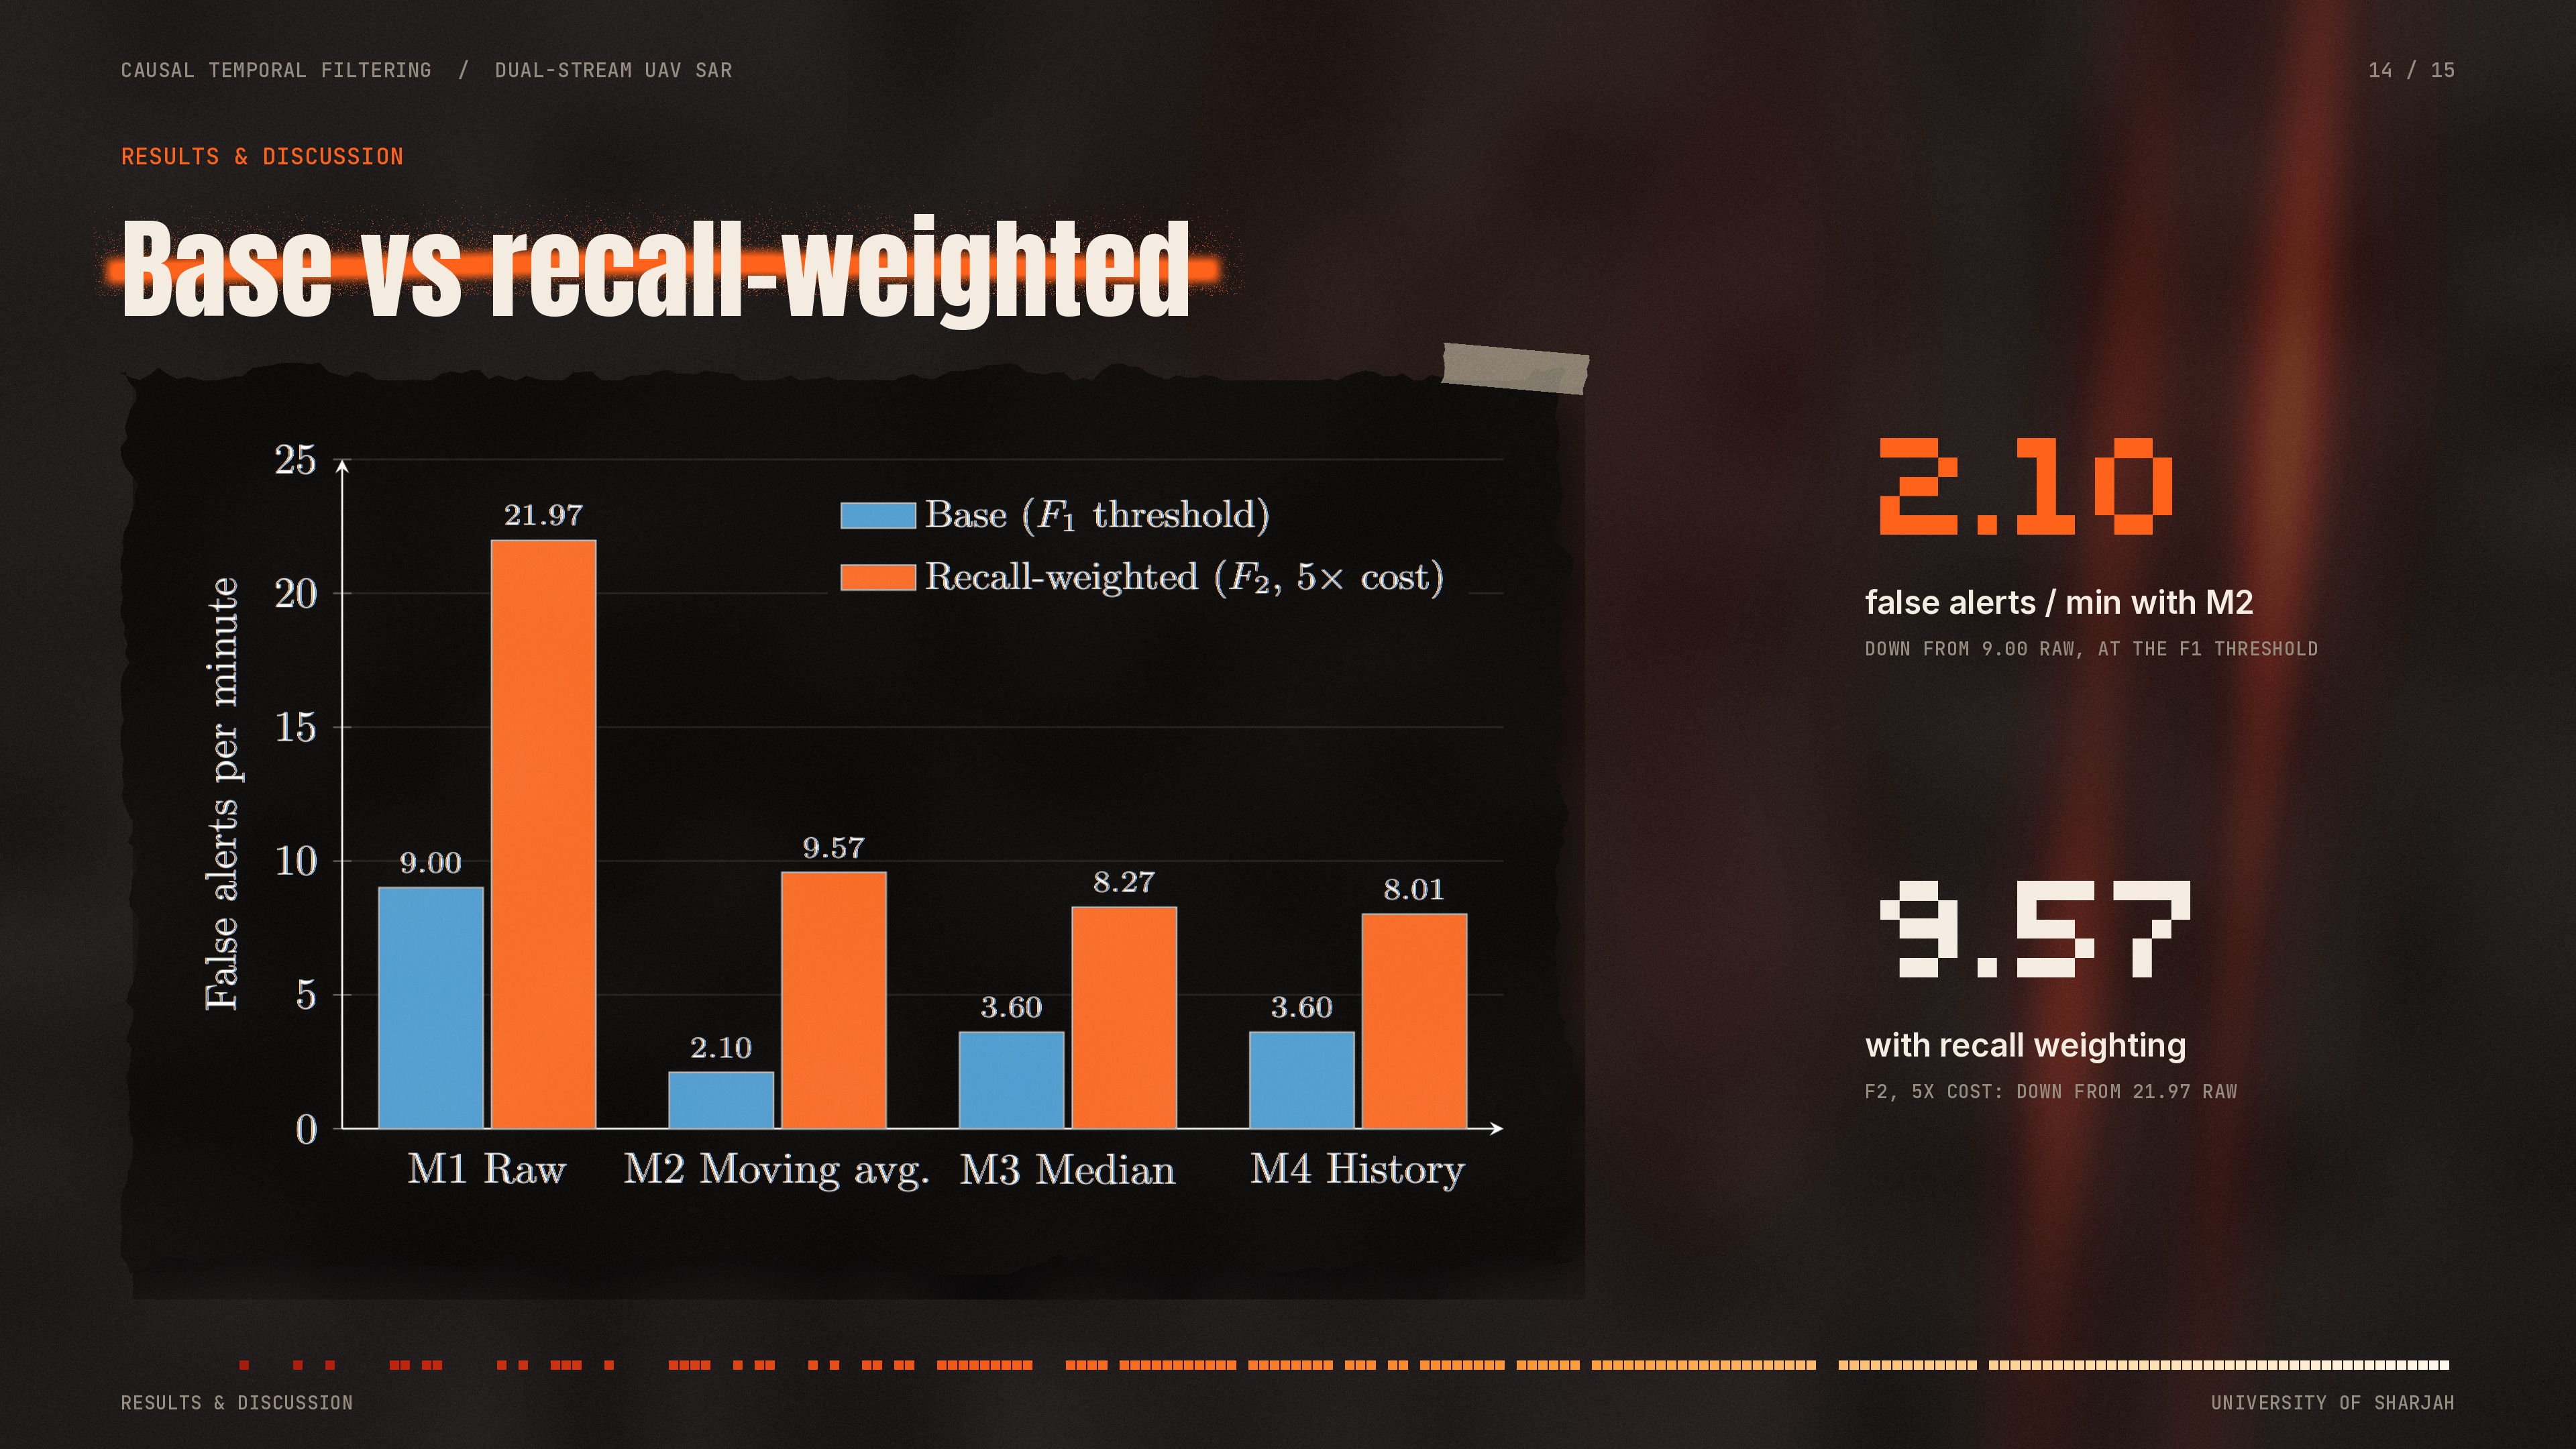 CAUSAL TEMPORAL FILTERING / DUAL-STREAM UAV SAR
14 / 15
RESULTS & DISCUSSION
Base vs recall-weighted
False alerts per minute
25
20
15
10
5
0
Base (F₁ threshold)
Recall-weighted (F₂, 5× cost)
9.00
21.97
2.10
9.57
3.60
8.27
3.60
8.01
M1 Raw
M2 Moving avg.
M3 Median
M4 History
2.10
false alerts / min with M2
DOWN FROM 9.00 RAW, AT THE F1 THRESHOLD
9.57
with recall weighting
F2, 5X COST: DOWN FROM 21.97 RAW
RESULTS & DISCUSSION
UNIVERSITY OF SHARJAH